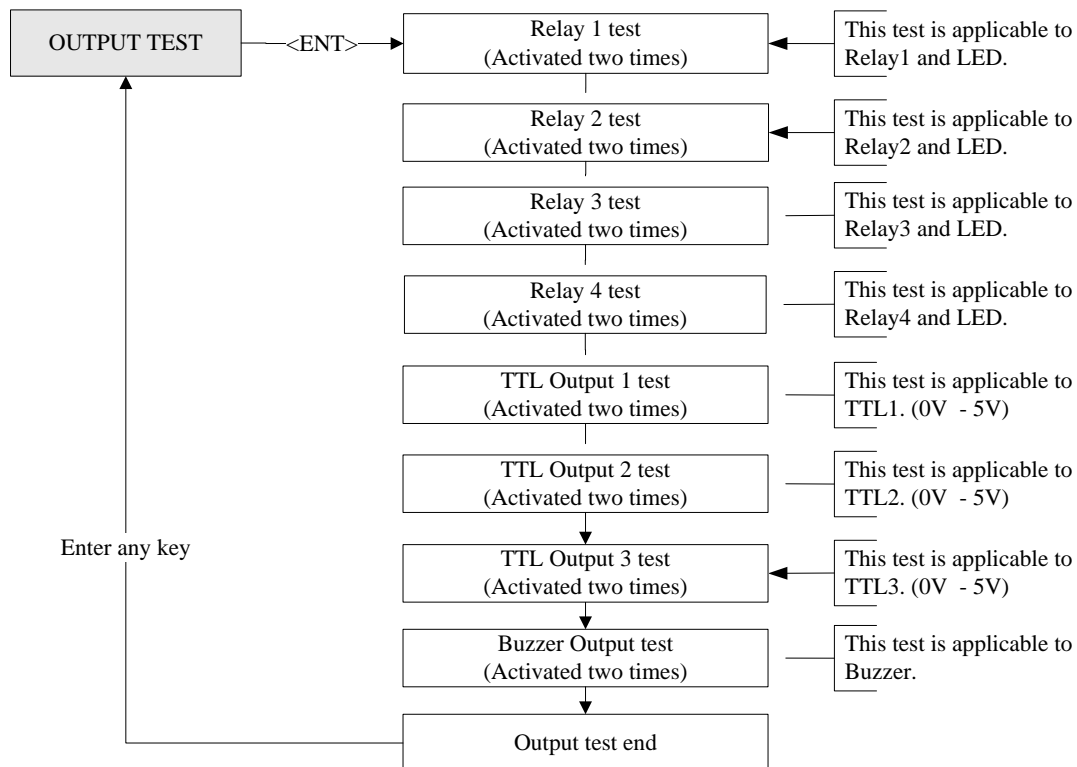 OUTPUT TEST
<ENT>
Relay 1 test
(Activated two times)
This test is applicable to
Relay1 and LED.
Relay 2 test
(Activated two times)
This test is applicable to
Relay2 and LED.
Relay 3 test
(Activated two times)
This test is applicable to
Relay3 and LED.
Relay 4 test
(Activated two times)
This test is applicable to
Relay4 and LED.
TTL Output 1 test
(Activated two times)
This test is applicable to
TTL1. (0V - 5V)
TTL Output 2 test
(Activated two times)
This test is applicable to
TTL2. (0V - 5V)
Enter any key
TTL Output 3 test
(Activated two times)
This test is applicable to
TTL3. (0V - 5V)
Buzzer Output test
(Activated two times)
This test is applicable to
Buzzer.
Output test end